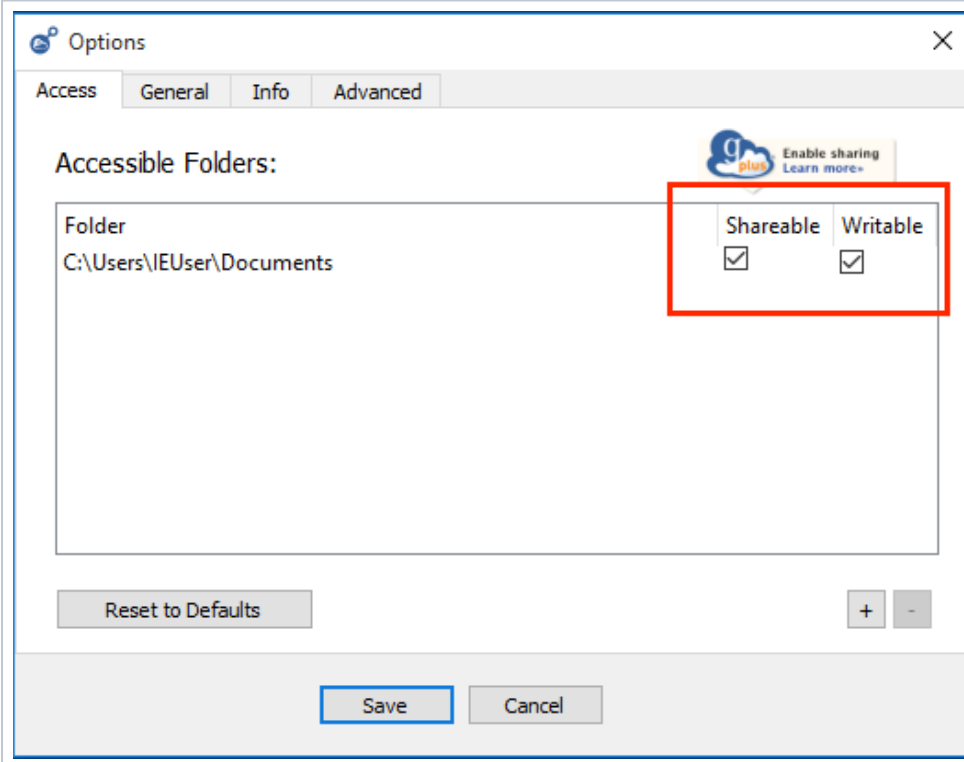 Options
Access General Info Advanced
Accessible Folders:
g
plus
Enable sharing
Learn more»
Folder Shareable Writable
C:\Users\IEUser\Documents
Reset to Defaults + -
Save Cancel